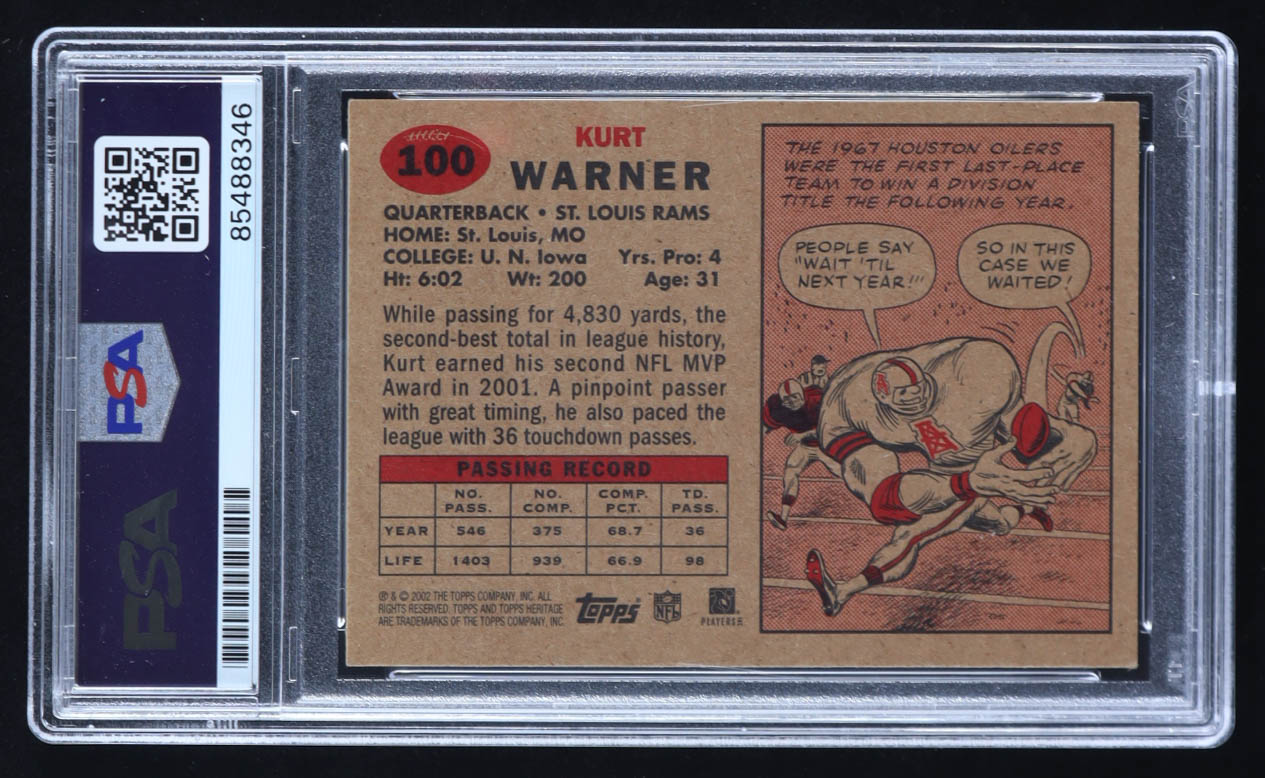 85488346
PSA
PSA
PSA
100
KURT
WARNER
QUARTERBACK • ST. LOUIS RAMS
HOME: St. Louis, MO
COLLEGE: U. N. Iowa Yrs. Pro: 4
Ht: 6:02 Wt: 200 Age: 31
While passing for 4,830 yards, the
second-best total in league history,
Kurt earned his second NFL MVP
Award in 2001. A pinpoint passer
with great timing, he also paced the
league with 36 touchdown passes.
PASSING RECORD
NO. PASS. NO. COMP. COMP. PCT. TD. PASS.
YEAR 546 375 68.7 36
LIFE 1403 939 66.9 98
® & © 2002 THE TOPPS COMPANY, INC. ALL
RIGHTS RESERVED. TOPPS AND TOPPS HERITAGE
ARE TRADEMARKS OF THE TOPPS COMPANY, INC.
Topps
NFL
PLAYERS
THE 1967 HOUSTON OILERS
WERE THE FIRST LAST-PLACE
TEAM TO WIN A DIVISION
TITLE THE FOLLOWING YEAR.
PEOPLE SAY
"WAIT 'TIL
NEXT YEAR!"
SO IN THIS
CASE WE
WAITED!